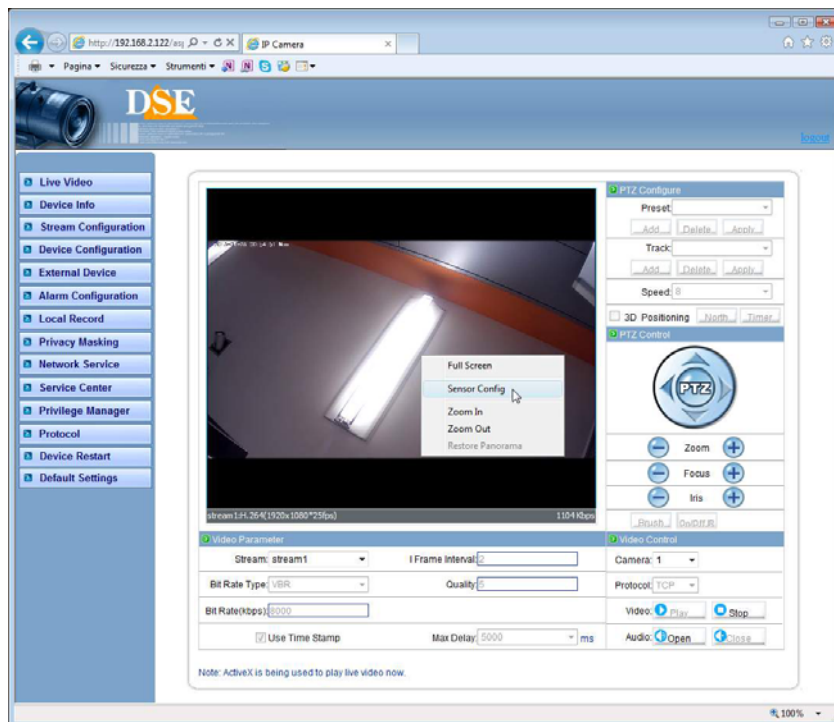 http://192.168.2.122/asp
IP Camera
Pagina
Sicurezza
Strumenti
DSE
logout
Live Video
Device Info
Stream Configuration
Device Configuration
External Device
Alarm Configuration
Local Record
Privacy Masking
Network Service
Service Center
Privilege Manager
Protocol
Device Restart
Default Settings
Full Screen
Sensor Config
Zoom In
Zoom Out
Restore Panorama
stream1:H.264(1920x1080*25fps) 1104 Kbps
PTZ Configure
Preset:
Add Delete Apply
Track:
Add Delete Apply
Speed: 8
3D Positioning North Timer
PTZ Control
PTZ
Zoom
Focus
Iris
Brush On/Off,R
Video Parameter
Stream: stream1 I Frame Interval: 2
Bit Rate Type: VBR Quality: 5
Bit Rate(kbps): 8000
Use Time Stamp Max Delay: 5000 ms
Video Control
Camera: 1
Protocol: TCP
Video: Play Stop
Audio: Open Close
Note: ActiveX is being used to play live video now.
100%